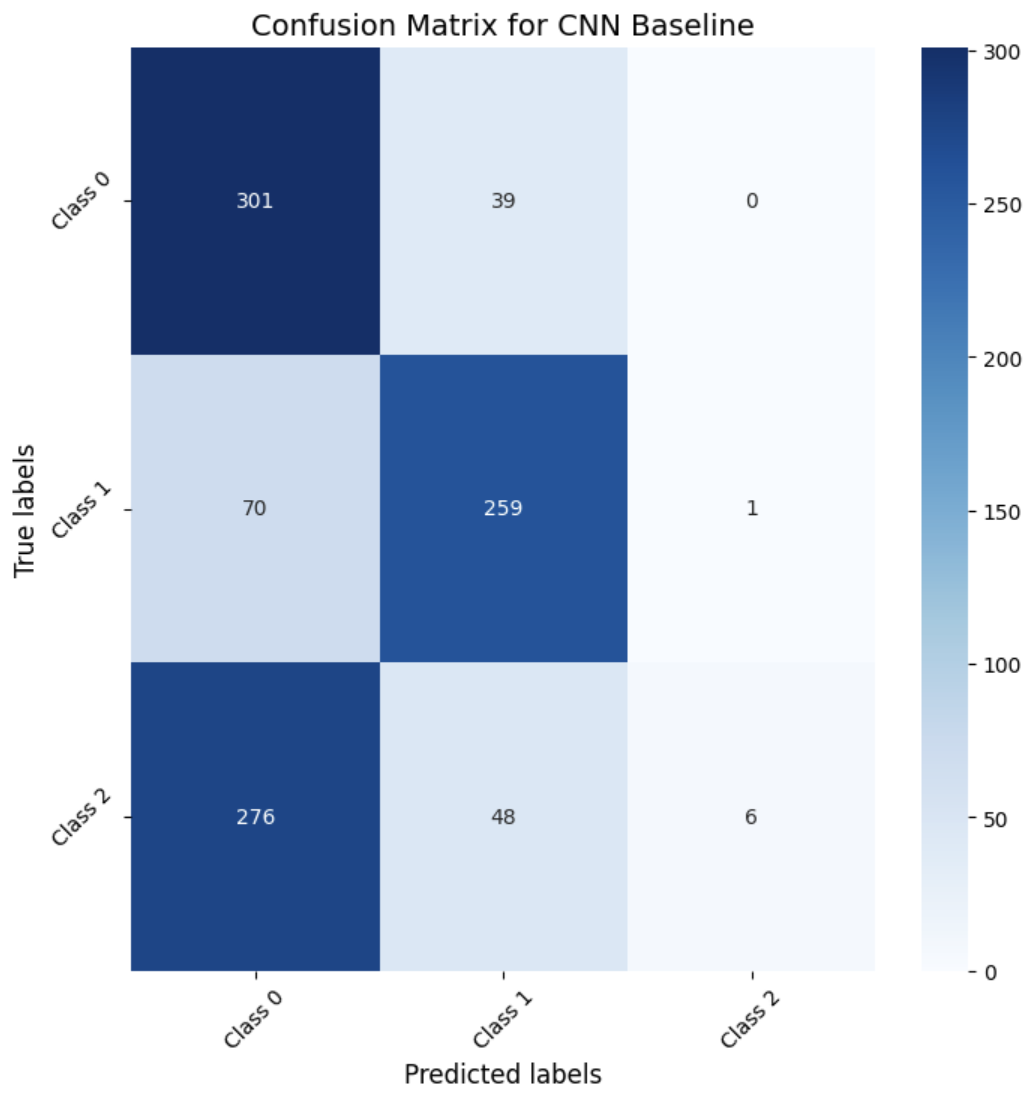 Confusion Matrix for CNN Baseline
300
Class 0
301
39
0
250
200
True labels
Class 1
70
259
1
150
100
Class 2
276
48
6
50
0
Class 0
Class 1
Class 2
Predicted labels